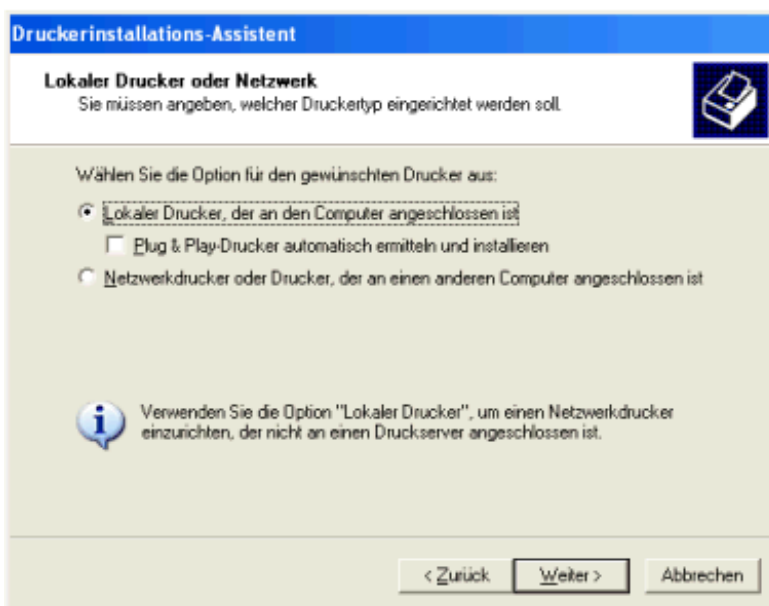 Druckerinstallations-Assistent
Lokaler Drucker oder Netzwerk
Sie müssen angeben, welcher Druckertyp eingerichtet werden soll.
Wählen Sie die Option für den gewünschten Drucker aus:
Lokaler Drucker, der an den Computer angeschlossen ist
Plug & Play-Drucker automatisch ermitteln und installieren
Netzwerkdrucker oder Drucker, der an einen anderen Computer angeschlossen ist
Verwenden Sie die Option "Lokaler Drucker", um einen Netzwerkdrucker
einzurichten, der nicht an einen Druckserver angeschlossen ist.
< Zurück Weiter > Abbrechen